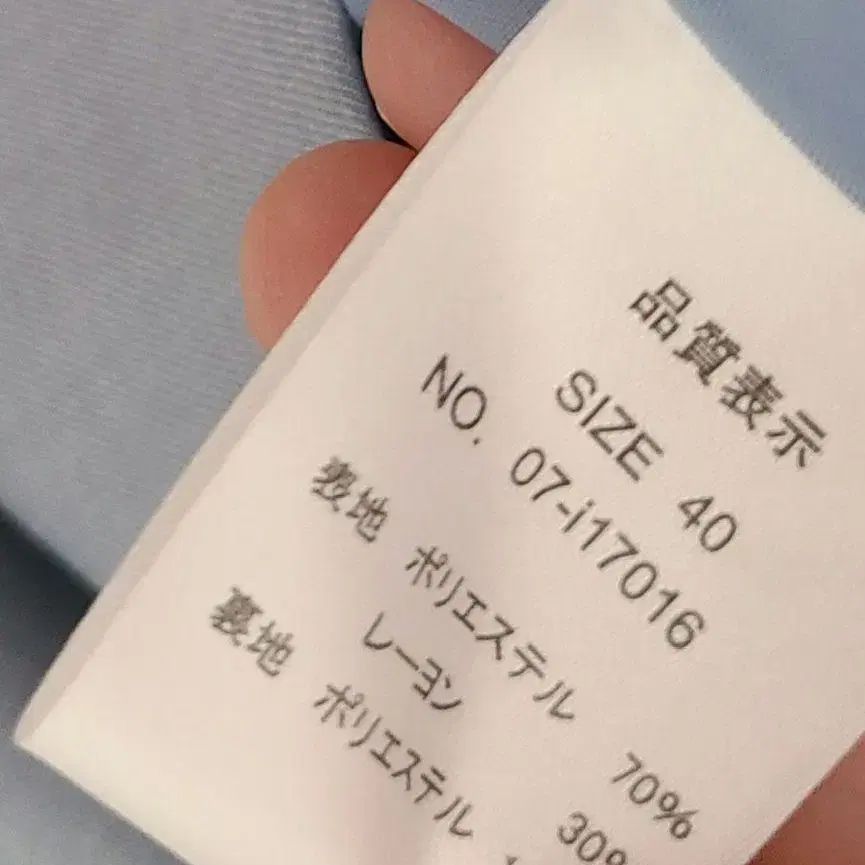 品質表示
SIZE 40
NO. 07-i17016
表地 ポリエステル 70%
レーヨン 30%
裏地 ポリエステル